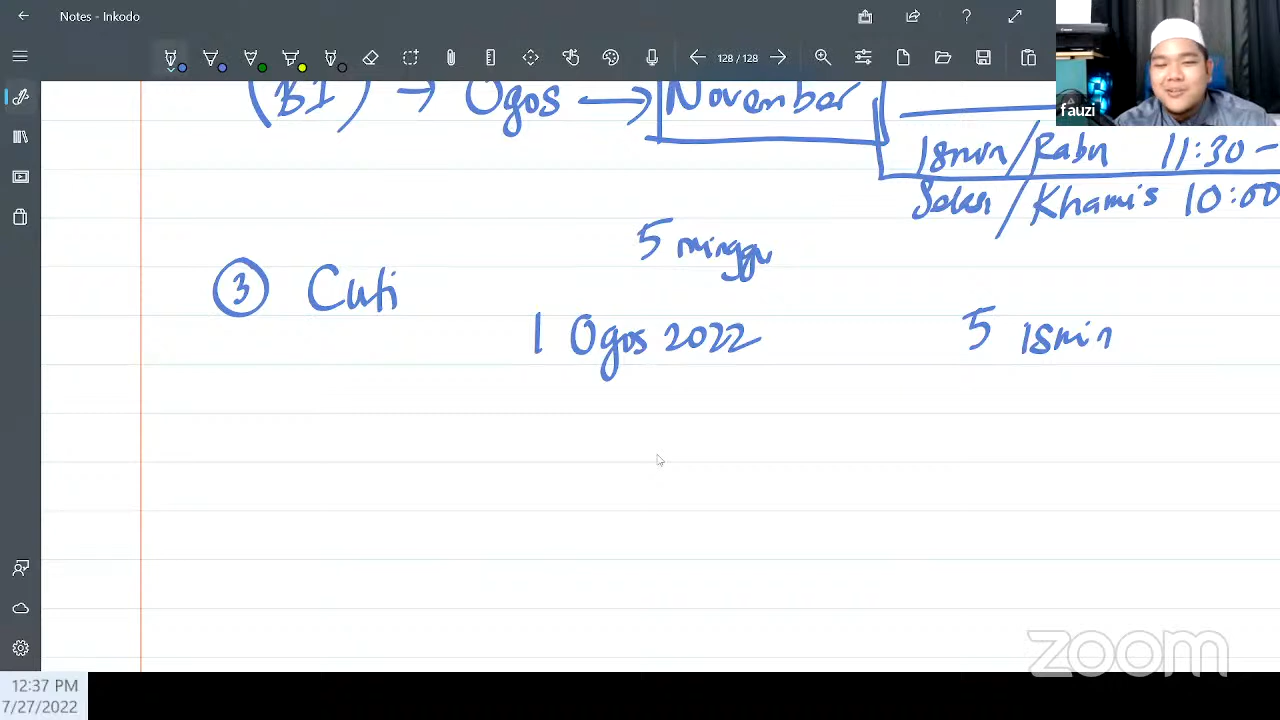 Notes - Inkodo
128 / 128
fauzi
(BI) → Ogos → November
Isnin/Rabu 11:30 -
Selasa/Khamis 10:00
5 minggu
3 Cuti
1 Ogos 2022 5 Isnin
zoom
12:37 PM
7/27/2022